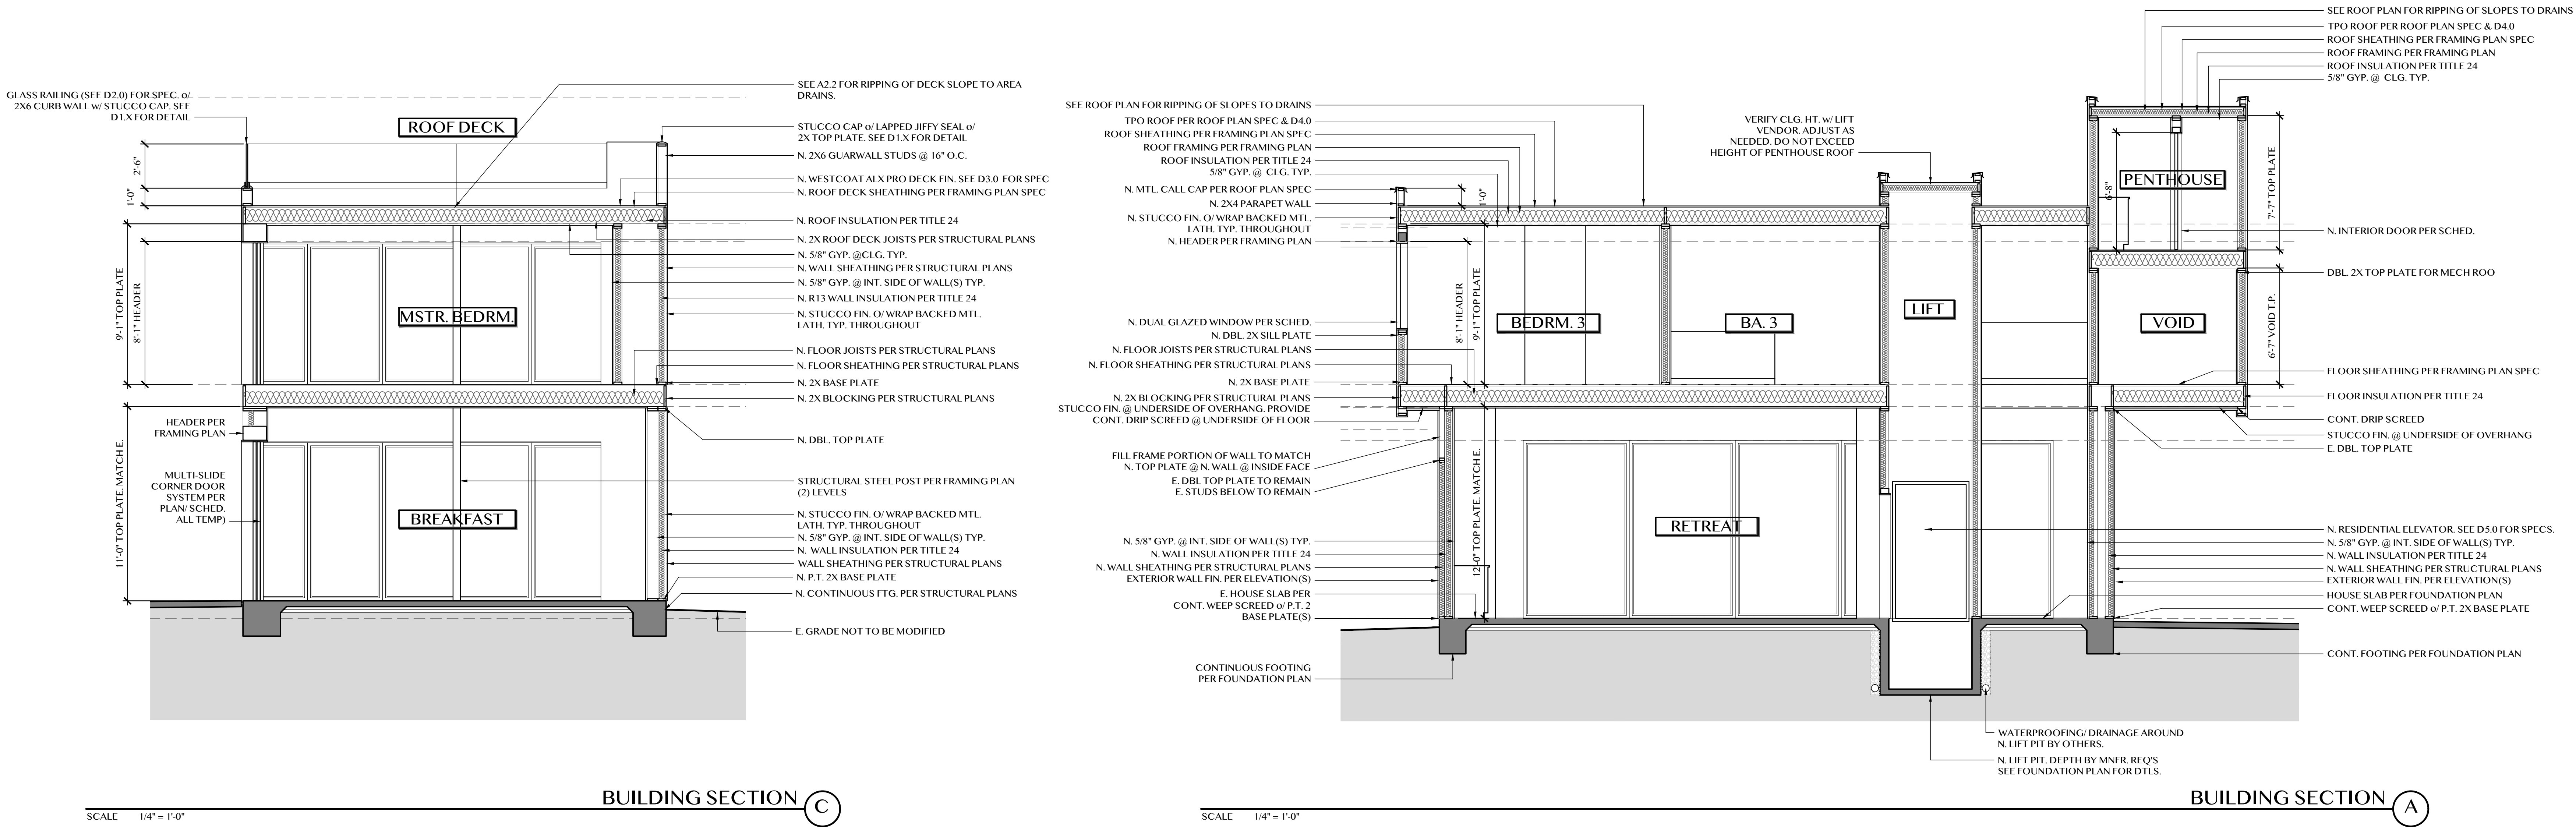 GLASS RAILING (SEE D2.0) FOR SPEC. o/
2X6 CURB WALL w/ STUCCO CAP. SEE
D1.X FOR DETAIL
ROOF DECK
2'-6"
1'-0"
9'-1" TOP PLATE
8'-1" HEADER
MSTR. BEDRM.
HEADER PER
FRAMING PLAN
11'-0" TOP PLATE. MATCH E.
MULTI-SLIDE
CORNER DOOR
SYSTEM PER
PLAN/ SCHED.
ALL TEMP)
BREAKFAST
SEE A2.2 FOR RIPPING OF DECK SLOPE TO AREA
DRAINS.
STUCCO CAP o/ LAPPED JIFFY SEAL o/
2X TOP PLATE. SEE D1.X FOR DETAIL
N. 2X6 GUARWALL STUDS @ 16" O.C.
N. WESTCOAT ALX PRO DECK FIN. SEE D3.0 FOR SPEC
N. ROOF DECK SHEATHING PER FRAMING PLAN SPEC
N. ROOF INSULATION PER TITLE 24
N. 2X ROOF DECK JOISTS PER STRUCTURAL PLANS
N. 5/8" GYP. @CLG. TYP.
N. WALL SHEATHING PER STRUCTURAL PLANS
N. 5/8" GYP. @ INT. SIDE OF WALL(S) TYP.
N. R13 WALL INSULATION PER TITLE 24
N. STUCCO FIN. O/ WRAP BACKED MTL.
LATH. TYP. THROUGHOUT
N. FLOOR JOISTS PER STRUCTURAL PLANS
N. FLOOR SHEATHING PER STRUCTURAL PLANS
N. 2X BASE PLATE
N. 2X BLOCKING PER STRUCTURAL PLANS
N. DBL. TOP PLATE
STRUCTURAL STEEL POST PER FRAMING PLAN
(2) LEVELS
N. STUCCO FIN. O/ WRAP BACKED MTL.
LATH. TYP. THROUGHOUT
N. 5/8" GYP. @ INT. SIDE OF WALL(S) TYP.
N. WALL INSULATION PER TITLE 24
WALL SHEATHING PER STRUCTURAL PLANS
N. P.T. 2X BASE PLATE
N. CONTINUOUS FTG. PER STRUCTURAL PLANS
E. GRADE NOT TO BE MODIFIED
BUILDING SECTION
C
SCALE 1/4" = 1'-0"
SEE ROOF PLAN FOR RIPPING OF SLOPES TO DRAINS
TPO ROOF PER ROOF PLAN SPEC & D4.0
ROOF SHEATHING PER FRAMING PLAN SPEC
ROOF FRAMING PER FRAMING PLAN
ROOF INSULATION PER TITLE 24
5/8" GYP. @ CLG. TYP.
N. MTL. CALL CAP PER ROOF PLAN SPEC
N. 2X4 PARAPET WALL
N. STUCCO FIN. O/ WRAP BACKED MTL.
LATH. TYP. THROUGHOUT
N. HEADER PER FRAMING PLAN
N. DUAL GLAZED WINDOW PER SCHED.
N. DBL. 2X SILL PLATE
N. FLOOR JOISTS PER STRUCTURAL PLANS
N. FLOOR SHEATHING PER STRUCTURAL PLANS
N. 2X BASE PLATE
N. 2X BLOCKING PER STRUCTURAL PLANS
STUCCO FIN. @ UNDERSIDE OF OVERHANG. PROVIDE
CONT. DRIP SCREED @ UNDERSIDE OF FLOOR
FILL FRAME PORTION OF WALL TO MATCH
N. TOP PLATE @ N. WALL @ INSIDE FACE
E. DBL TOP PLATE TO REMAIN
E. STUDS BELOW TO REMAIN
N. 5/8" GYP. @ INT. SIDE OF WALL(S) TYP.
N. WALL INSULATION PER TITLE 24
N. WALL SHEATHING PER STRUCTURAL PLANS
EXTERIOR WALL FIN. PER ELEVATION(S)
E. HOUSE SLAB PER
CONT. WEEP SCREED o/ P.T. 2
BASE PLATE(S)
CONTINUOUS FOOTING
PER FOUNDATION PLAN
1'-0"
8'-1" HEADER
9'-1" TOP PLATE
12'-0" TOP PLATE. MATCH E.
BEDRM. 3
BA. 3
VERIFY CLG. HT. w/ LIFT
VENDOR. ADJUST AS
NEEDED. DO NOT EXCEED
HEIGHT OF PENTHOUSE ROOF
LIFT
RETREAT
PENTHOUSE
6'-8"
7'-7" TOP PLATE
VOID
6'-7" VOID T.P.
SEE ROOF PLAN FOR RIPPING OF SLOPES TO DRAINS
TPO ROOF PER ROOF PLAN SPEC & D4.0
ROOF SHEATHING PER FRAMING PLAN SPEC
ROOF FRAMING PER FRAMING PLAN
ROOF INSULATION PER TITLE 24
5/8" GYP. @ CLG. TYP.
N. INTERIOR DOOR PER SCHED.
DBL. 2X TOP PLATE FOR MECH ROO
FLOOR SHEATHING PER FRAMING PLAN SPEC
FLOOR INSULATION PER TITLE 24
CONT. DRIP SCREED
STUCCO FIN. @ UNDERSIDE OF OVERHANG
E. DBL. TOP PLATE
N. RESIDENTIAL ELEVATOR. SEE D5.0 FOR SPECS.
N. 5/8" GYP. @ INT. SIDE OF WALL(S) TYP.
N. WALL INSULATION PER TITLE 24
N. WALL SHEATHING PER STRUCTURAL PLANS
EXTERIOR WALL FIN. PER ELEVATION(S)
HOUSE SLAB PER FOUNDATION PLAN
CONT. WEEP SCREED o/ P.T. 2X BASE PLATE
CONT. FOOTING PER FOUNDATION PLAN
WATERPROOFING/ DRAINAGE AROUND
N. LIFT PIT BY OTHERS.
N. LIFT PIT. DEPTH BY MNFR. REQ'S
SEE FOUNDATION PLAN FOR DTLS.
BUILDING SECTION
A
SCALE 1/4" = 1'-0"